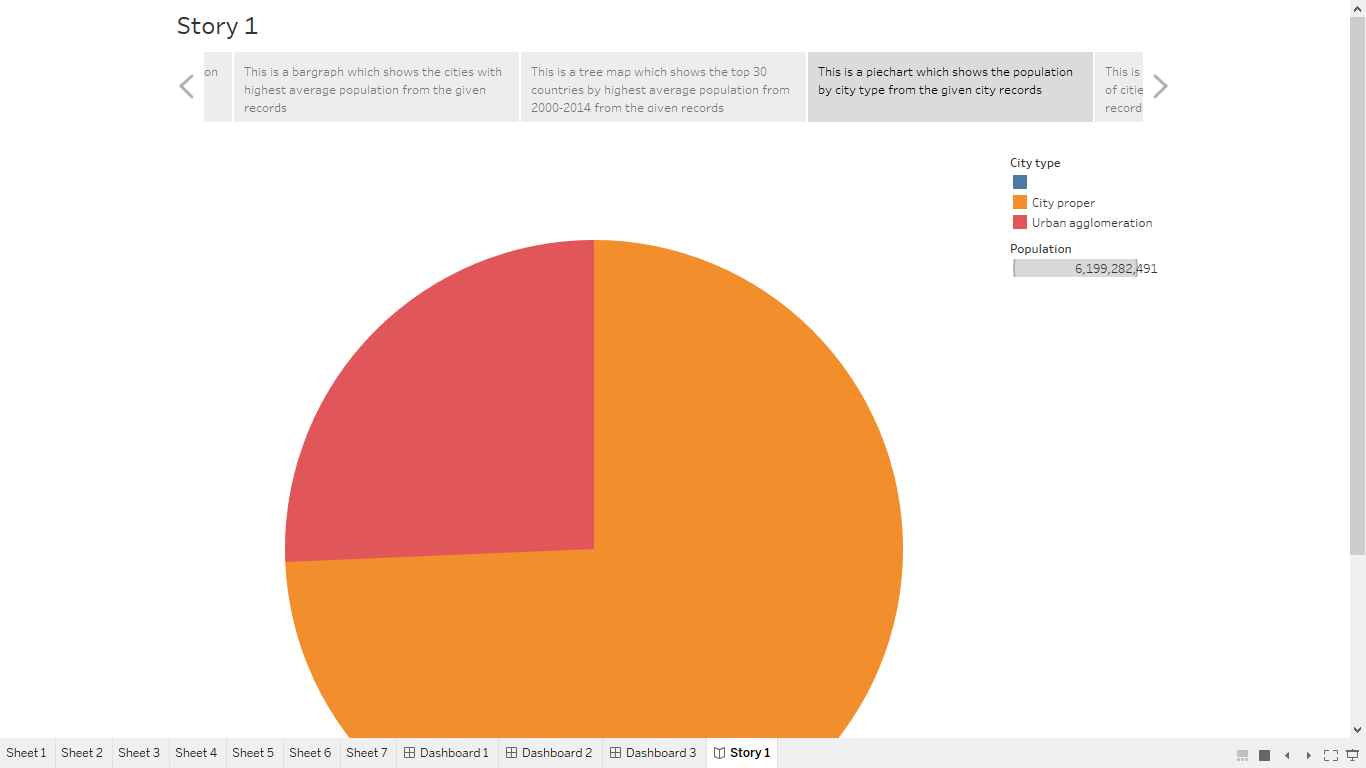 Story 1
on
This is a bargraph which shows the cities with
highest average population from the given
records
This is a tree map which shows the top 30
countries by highest average population from
2000-2014 from the given records
This is a piechart which shows the population
by city type from the given city records
This is
of citie
record
City type
City proper
Urban agglomeration
Population
6,199,282,491
Sheet 1 Sheet 2 Sheet 3 Sheet 4 Sheet 5 Sheet 6 Sheet 7 Dashboard 1 Dashboard 2 Dashboard 3 Story 1